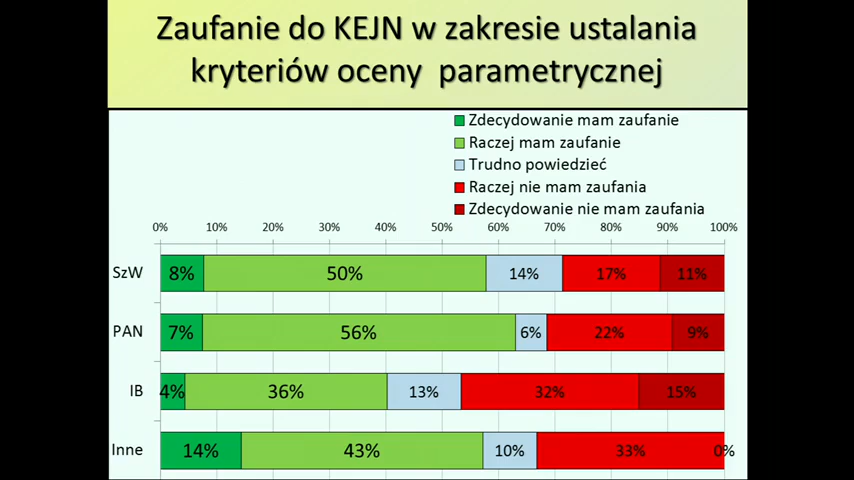 Zaufanie do KEJN w zakresie ustalania
kryteriów oceny parametrycznej
Zdecydowanie mam zaufanie
Raczej mam zaufanie
Trudno powiedzieć
Raczej nie mam zaufania
Zdecydowanie nie mam zaufania
0% 10% 20% 30% 40% 50% 60% 70% 80% 90% 100%
SzW 8% 50% 14% 17% 11%
PAN 7% 56% 6% 22% 9%
IB 4% 36% 13% 32% 15%
Inne 14% 43% 10% 33% 0%